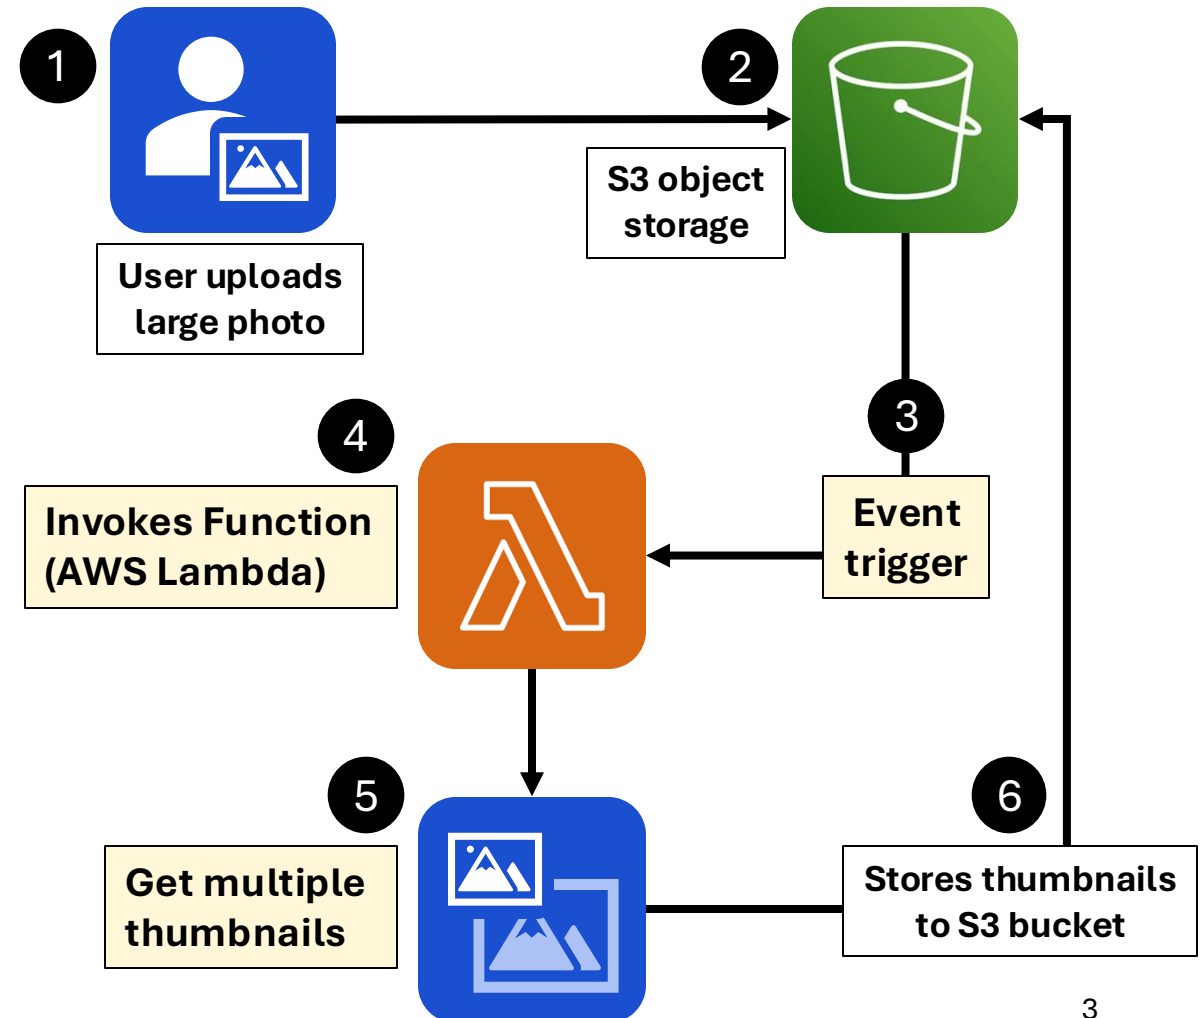 1
User uploads
large photo
2
S3 object
storage
3
Event
trigger
4
Invokes Function
(AWS Lambda)
5
Get multiple
thumbnails
6
Stores thumbnails
to S3 bucket
3